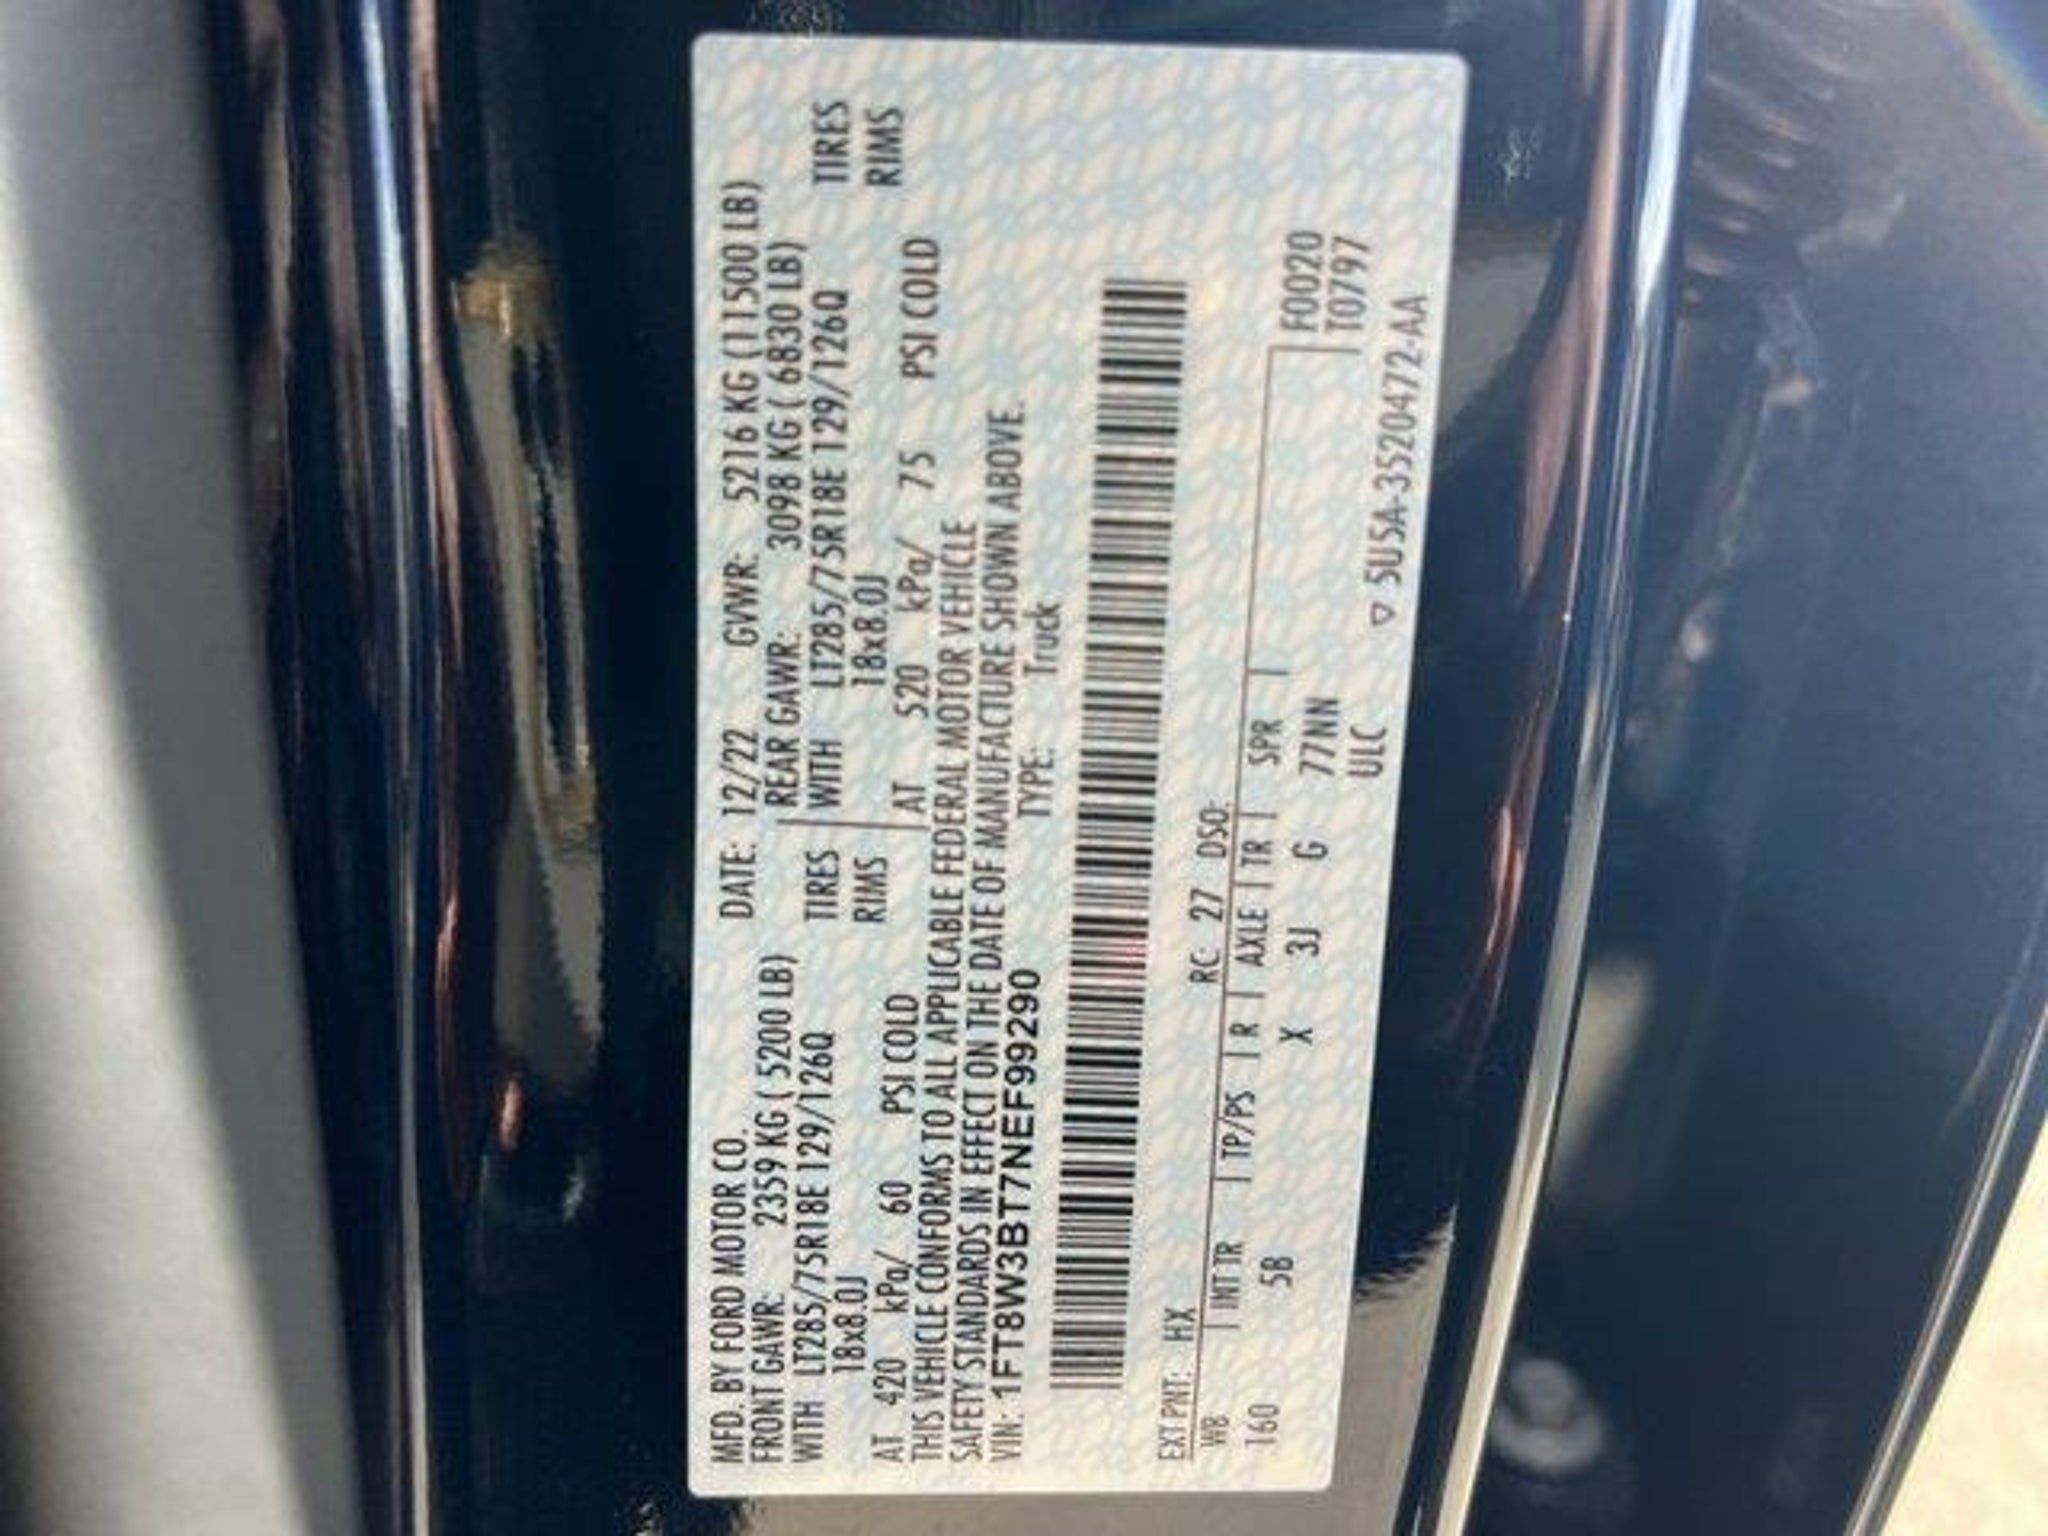 MFD. BY FORD MOTOR CO.
DATE: 12/22 GVWR: 5216 KG (11500 LB)
FRONT GAWR: 2359 KG ( 5200 LB)
REAR GAWR: 3098 KG ( 6830 LB)
WITH LT285/75R18E 129/126Q TIRES
WITH LT285/75R18E 129/126Q TIRES
18x8.0J RIMS
18x8.0J RIMS
AT 420 kPa/ 60 PSI COLD
AT 520 kPa/ 75 PSI COLD
THIS VEHICLE CONFORMS TO ALL APPLICABLE FEDERAL MOTOR VEHICLE
SAFETY STANDARDS IN EFFECT ON THE DATE OF MANUFACTURE SHOWN ABOVE.
VIN: 1FT8W3BT7NEF99290 TYPE: Truck
EXT PNT: HX RC: 27 DSO:
WB INT TR TP/PS R AXLE TR SPR
F0020
160 5B X 3J G 77NN
T0797
ULC
▽ 5U5A-3520472-AA